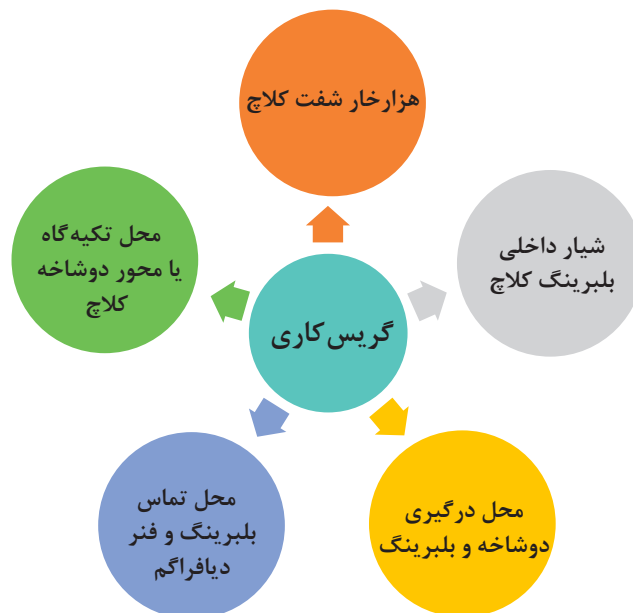 هزارخار شفت کلاچ
شیار داخلی
بلبرینگ کلاچ
محل درگیری
دوشاخه و بلبرینگ
محل تماس
بلبرینگ و فنر
دیافراگم
محل تکیه‌گاه
یا محور دوشاخه
کلاچ
گریس‌کاری